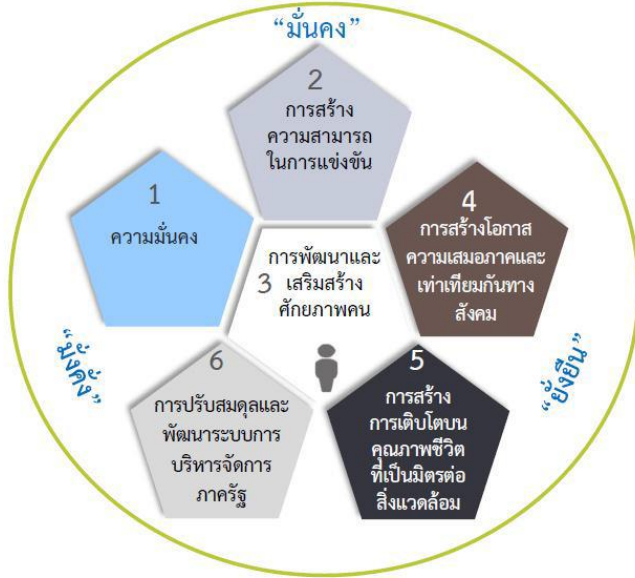 “มั่นคง”
2
การสร้าง
ความสามารถ
ในการแข่งขัน
1
ความมั่นคง
4
การสร้างโอกาส
ความเสมอภาคและ
เท่าเทียมกันทาง
สังคม
การพัฒนาและ
3 เสริมสร้าง
ศักยภาพคน
“มั่งคั่ง”
“ยั่งยืน”
6
การปรับสมดุลและ
พัฒนาระบบการ
บริหารจัดการ
ภาครัฐ
5
การสร้าง
การเติบโตบน
คุณภาพชีวิต
ที่เป็นมิตรต่อ
สิ่งแวดล้อม